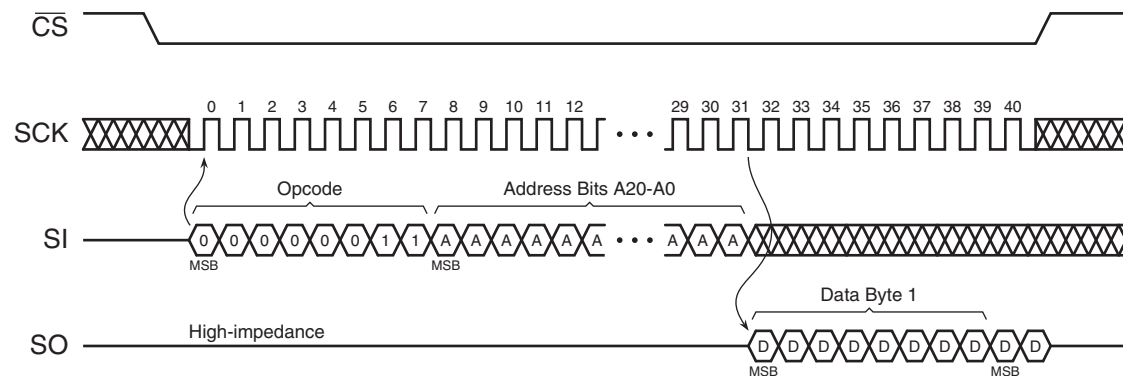 CS
SCK
0 1 2 3 4 5 6 7 8 9 10 11 12 29 30 31 32 33 34 35 36 37 38 39 40
Opcode Address Bits A20-A0
SI
0 0 0 0 0 0 1 1 A A A A A A A A A
MSB MSB
Data Byte 1
High-impedance
SO
D D D D D D D D D D
MSB MSB